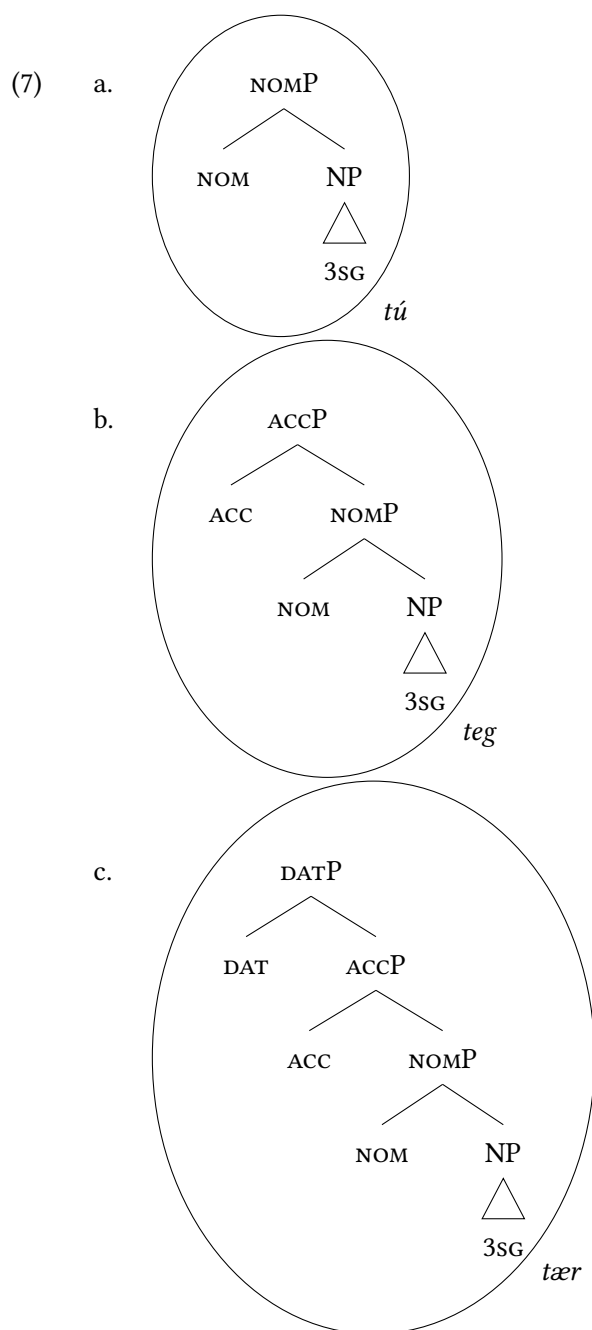 (7) a. NOMP
NOM NP
3SG
tú
b. ACCP
ACC NOMP
NOM NP
3SG
teg
c. DATP
DAT ACCP
ACC NOMP
NOM NP
3SG
tær